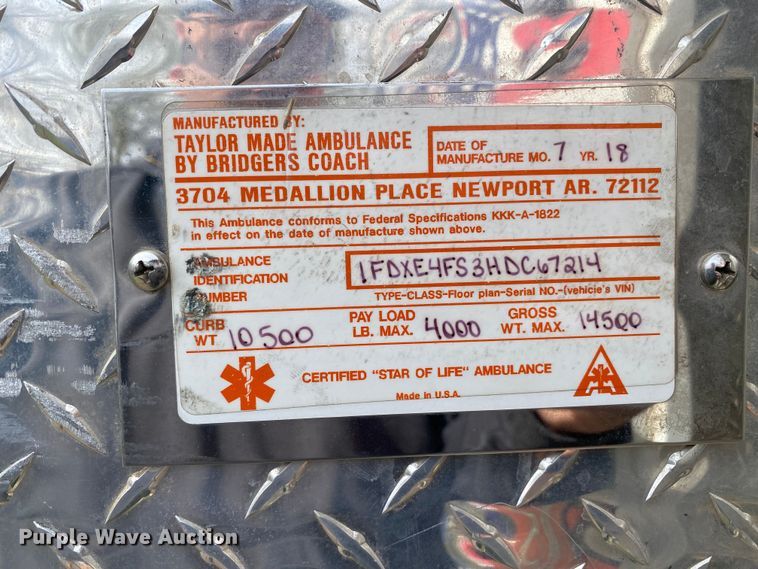 MANUFACTURED BY:
TAYLOR MADE AMBULANCE
BY BRIDGERS COACH
DATE OF
MANUFACTURE MO. 7 YR. 18
3704 MEDALLION PLACE NEWPORT AR. 72112
This Ambulance conforms to Federal Specifications KKK-A-1822
in effect on the date of manufacture shown above.
AMBULANCE
IDENTIFICATION
NUMBER
1FDXE4FS3HDC67214
TYPE-CLASS-Floor plan-Serial NO.-(vehicle's VIN)
CURB
WT 10500
PAY LOAD
LB. MAX. 4000
GROSS
WT. MAX. 14500
CERTIFIED "STAR OF LIFE" AMBULANCE
Made in U.S.A.
Purple Wave Auction